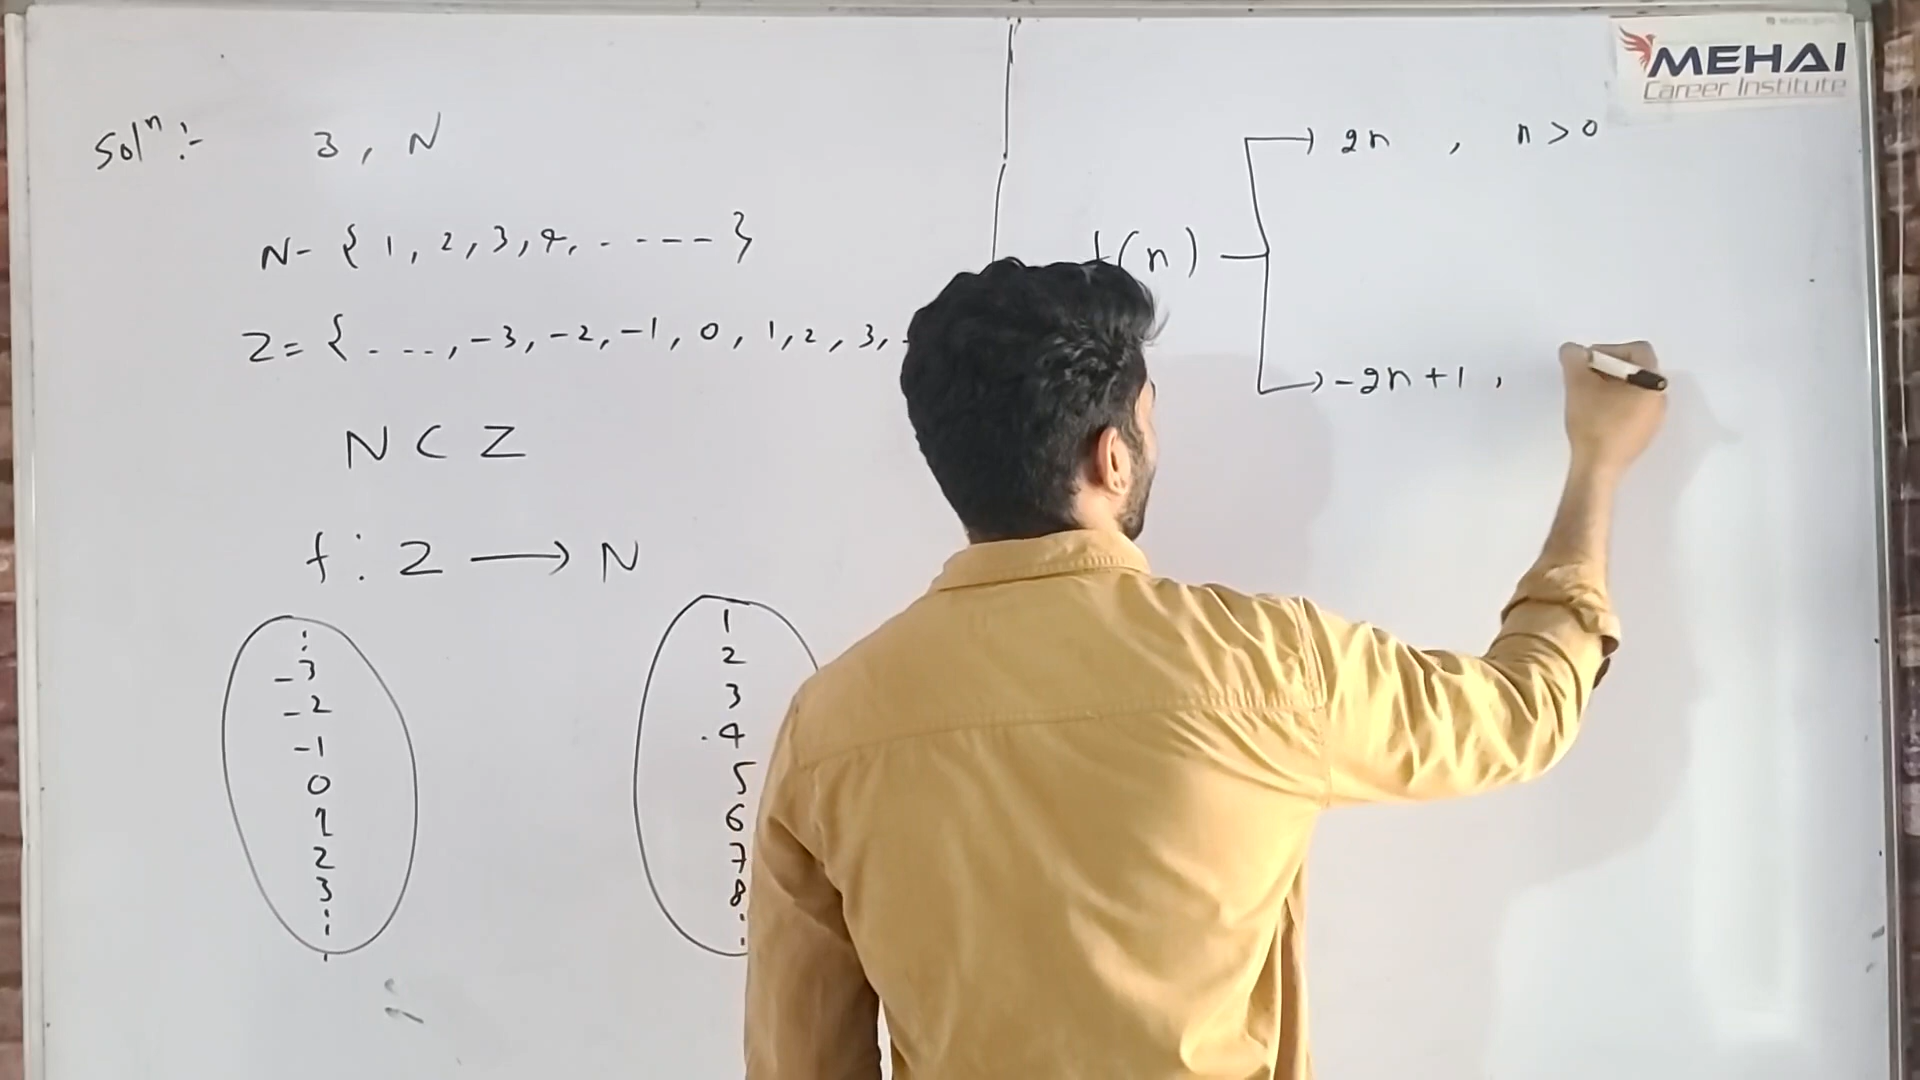 Solⁿ :- 3, N
N- { 1, 2, 3, 4, . - - - - }
Z= { - - -, -3, -2, -1, 0, 1, 2, 3,
N ⊂ Z
f : Z ⟶ N
-3
-2
-1
0
1
2
3
1
2
3
4
5
6
7
8
f(n)
2n , n > 0
-2n + 1 ,
MEHAI
Career Institute